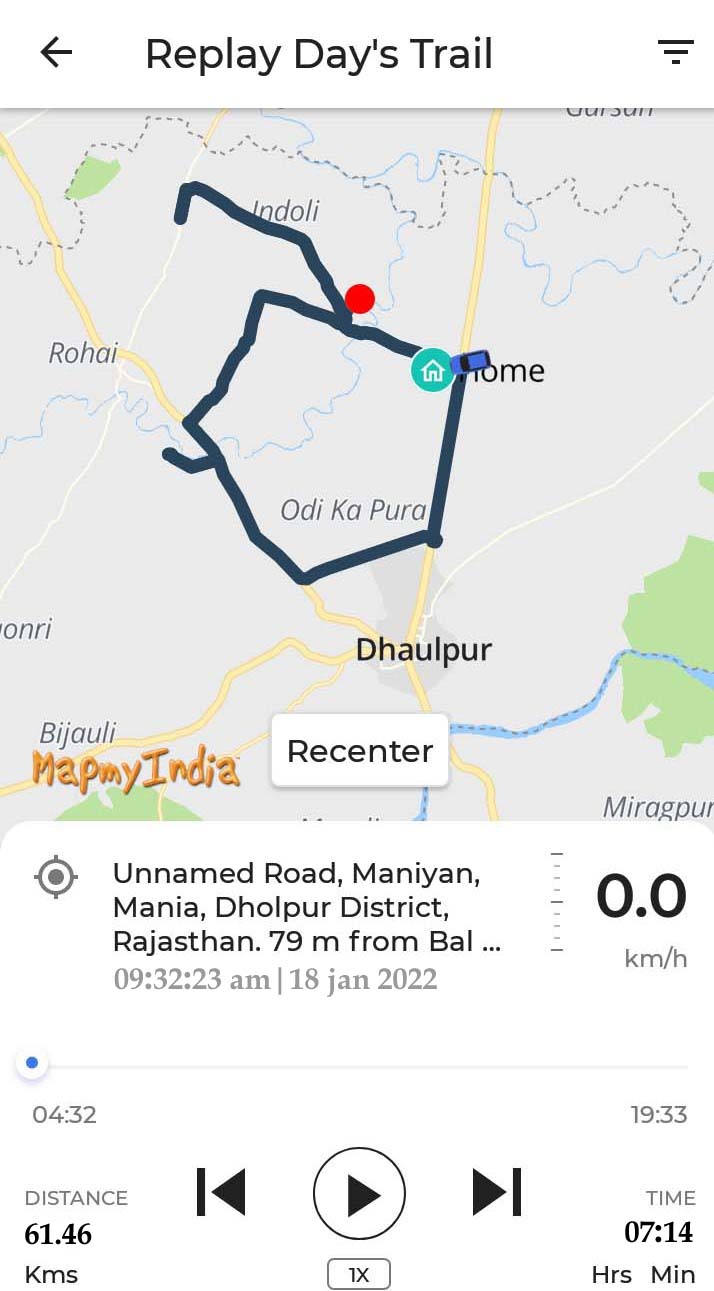 Replay Day's Trail
Gursan
Indoli
Rohai
Home
Odi Ka Pura
onri
Dhaulpur
Bijauli
MapmyIndia
Recenter
Miragpur
Unnamed Road, Maniyan,
Mania, Dholpur District,
Rajasthan. 79 m from Bal ...
0.0
km/h
09:32:23 am | 18 jan 2022
04:32
19:33
DISTANCE
TIME
61.46
07:14
Kms
1X
Hrs Min